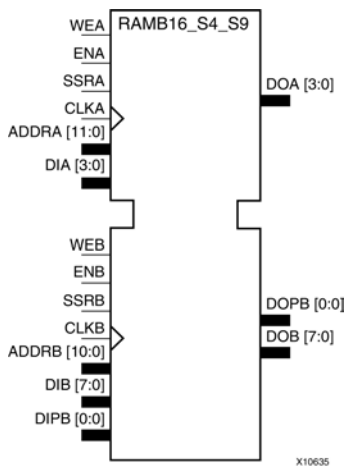 RAMB16_S4_S9
WEA
ENA
SSRA
CLKA
ADDRA [11:0]
DIA [3:0]
DOA [3:0]
WEB
ENB
SSRB
CLKB
ADDRB [10:0]
DIB [7:0]
DIPB [0:0]
DOPB [0:0]
DOB [7:0]
X10635